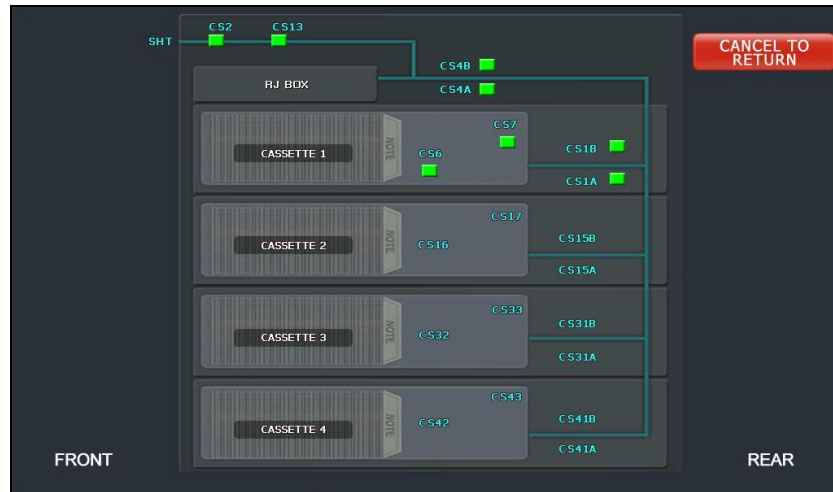 CS2 CS13
SHT
CANCEL TO
RETURN
CS4B
RJ BOX
CS4A
CS7
NOTE
CASSETTE 1
CS6
CS1B
CS1A
CS17
NOTE
CASSETTE 2
CS16
CS15B
CS15A
CS33
NOTE
CASSETTE 3
CS32
CS31B
CS31A
CS43
NOTE
CASSETTE 4
CS42
CS41B
CS41A
FRONT
REAR